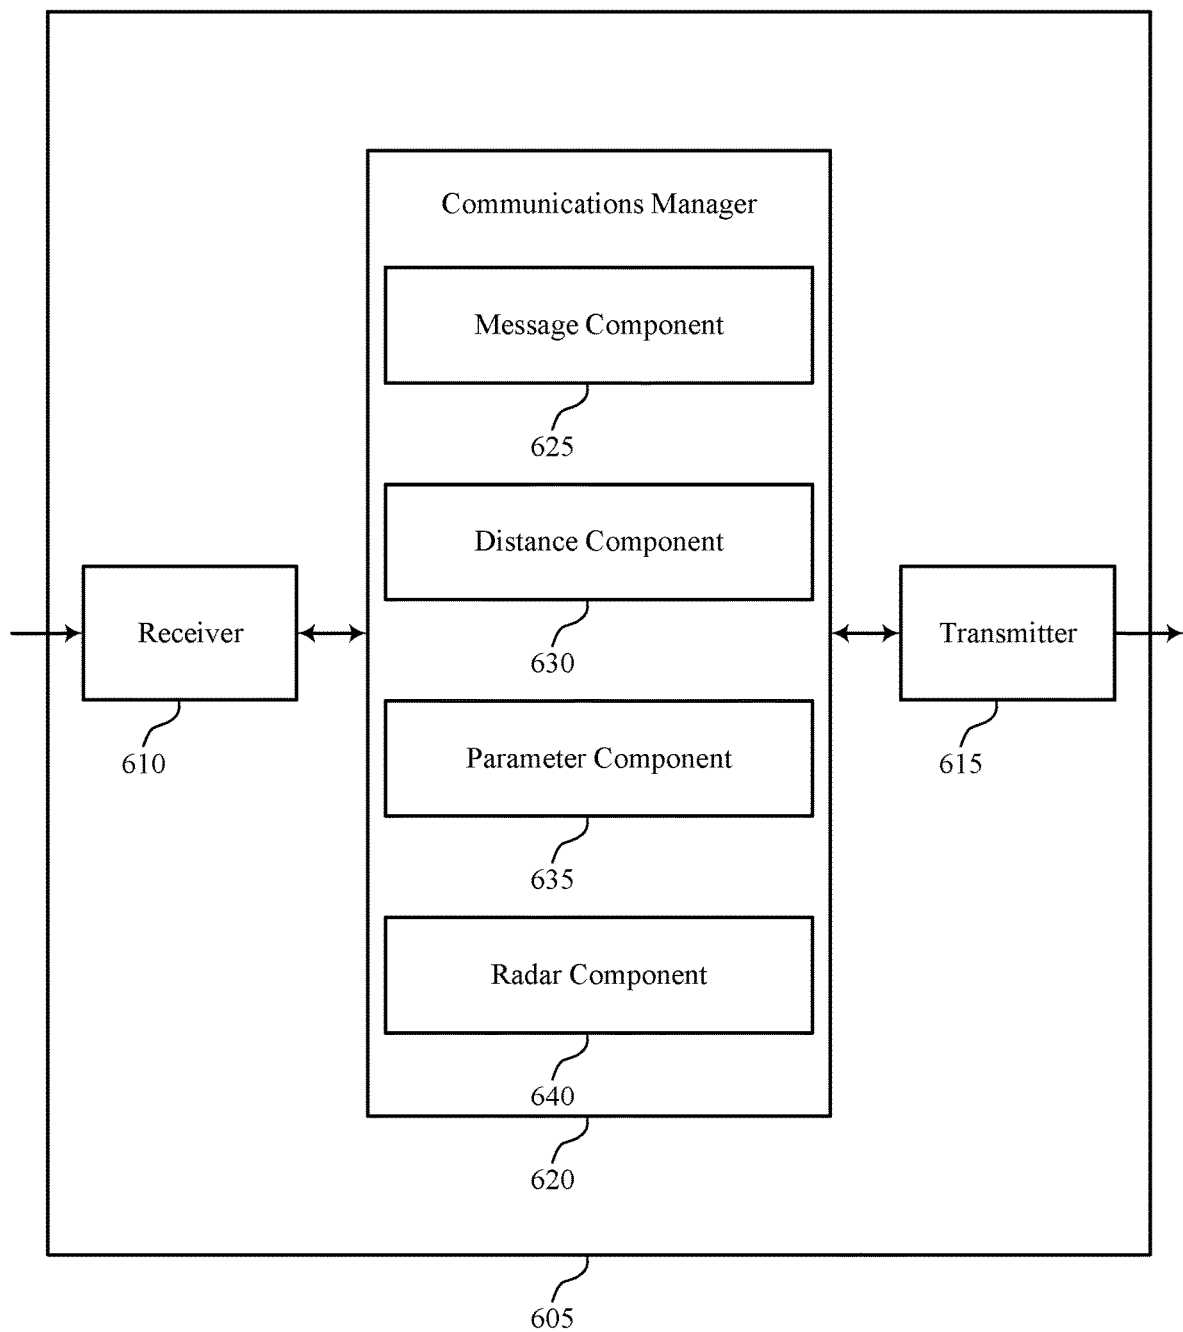 Communications Manager
Message Component
625
Distance Component
630
Receiver
610
Transmitter
615
Parameter Component
635
Radar Component
640
620
605